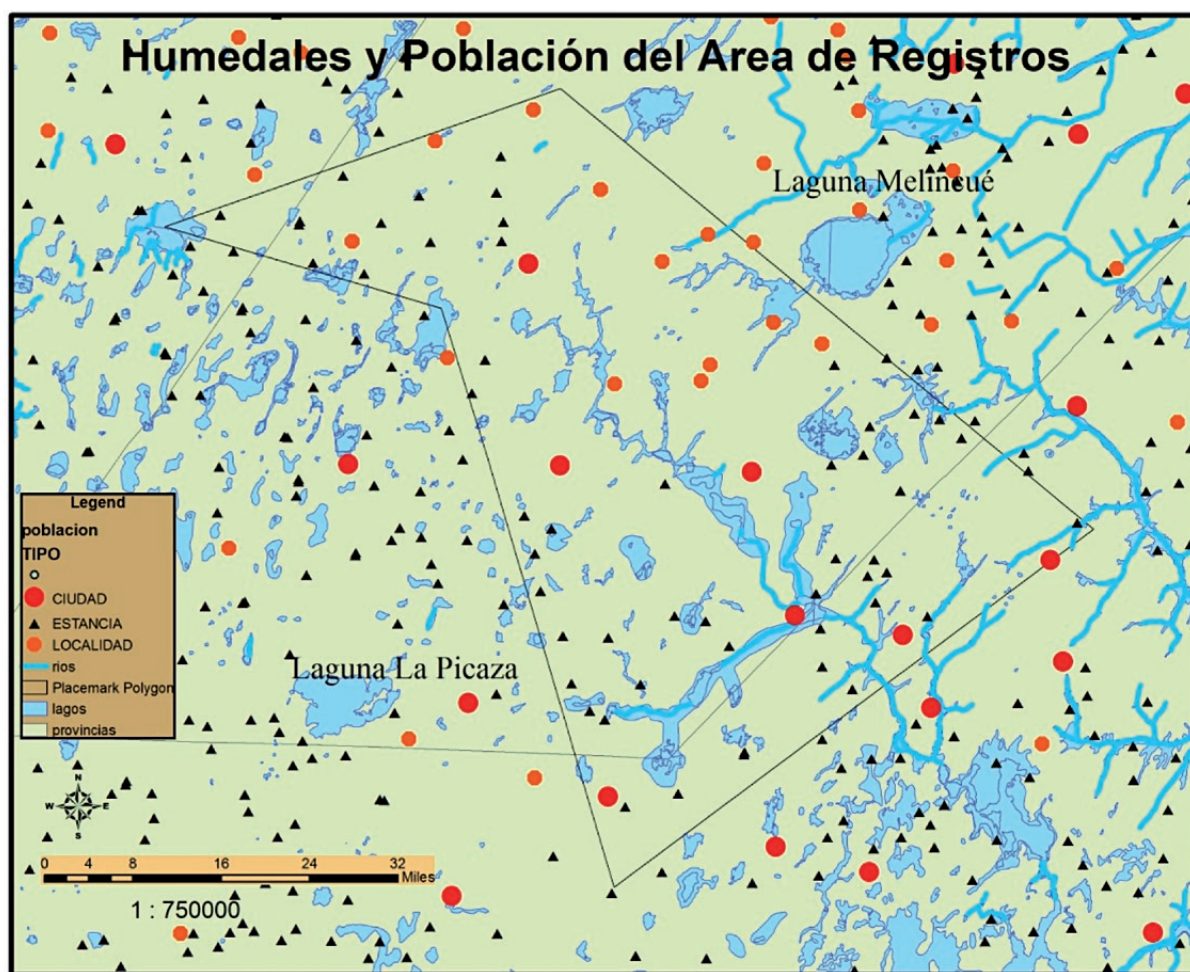 Humedales y Población del Area de Registros
Laguna Melincué
Laguna La Picaza
Legend
poblacion
TIPO
CIUDAD
ESTANCIA
LOCALIDAD
rios
Placemark Polygon
lagos
provincias
N
W E
S
0 4 8 16 24 32
Miles
1 : 750000